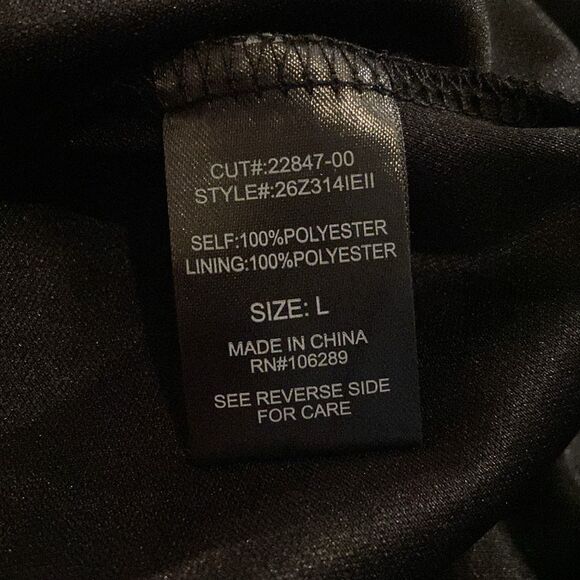 CUT#:22847-00
STYLE#:26Z314IEII
SELF:100%POLYESTER
LINING:100%POLYESTER
SIZE: L
MADE IN CHINA
RN#106289
SEE REVERSE SIDE
FOR CARE